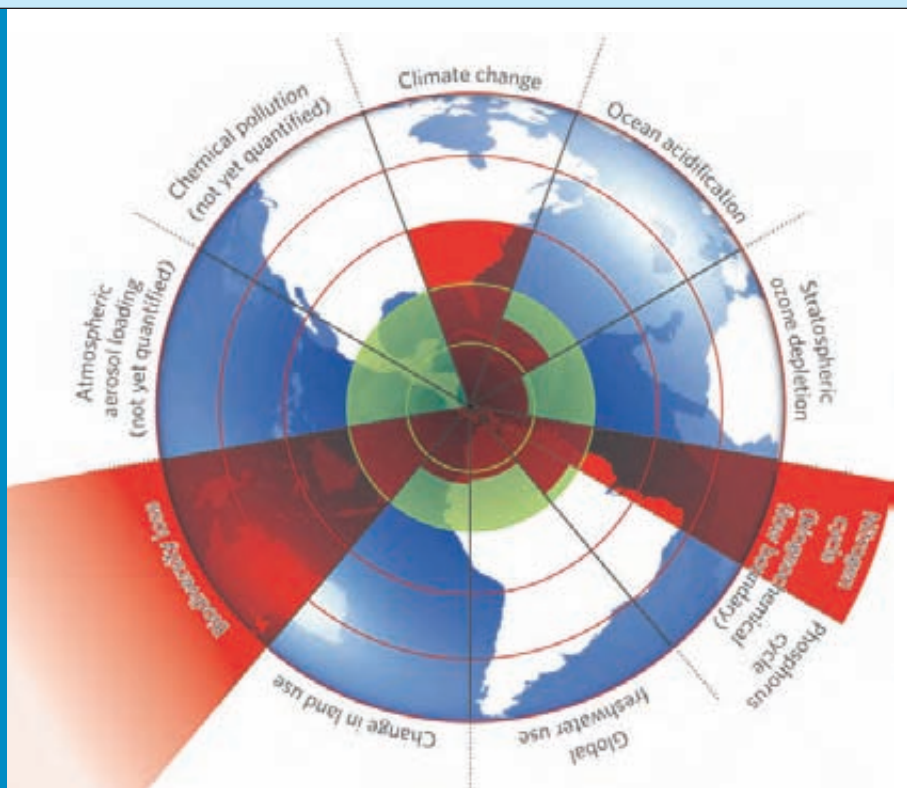 Climate change
Ocean acidification
Stratospheric
ozone depletion
Nitrogen
cycle
(biogeochemical
flow boundary)
Phosphorus
cycle
Global
freshwater use
Change in land use
Biodiversity loss
Atmospheric
aerosol loading
(not yet quantified)
Chemical pollution
(not yet quantified)